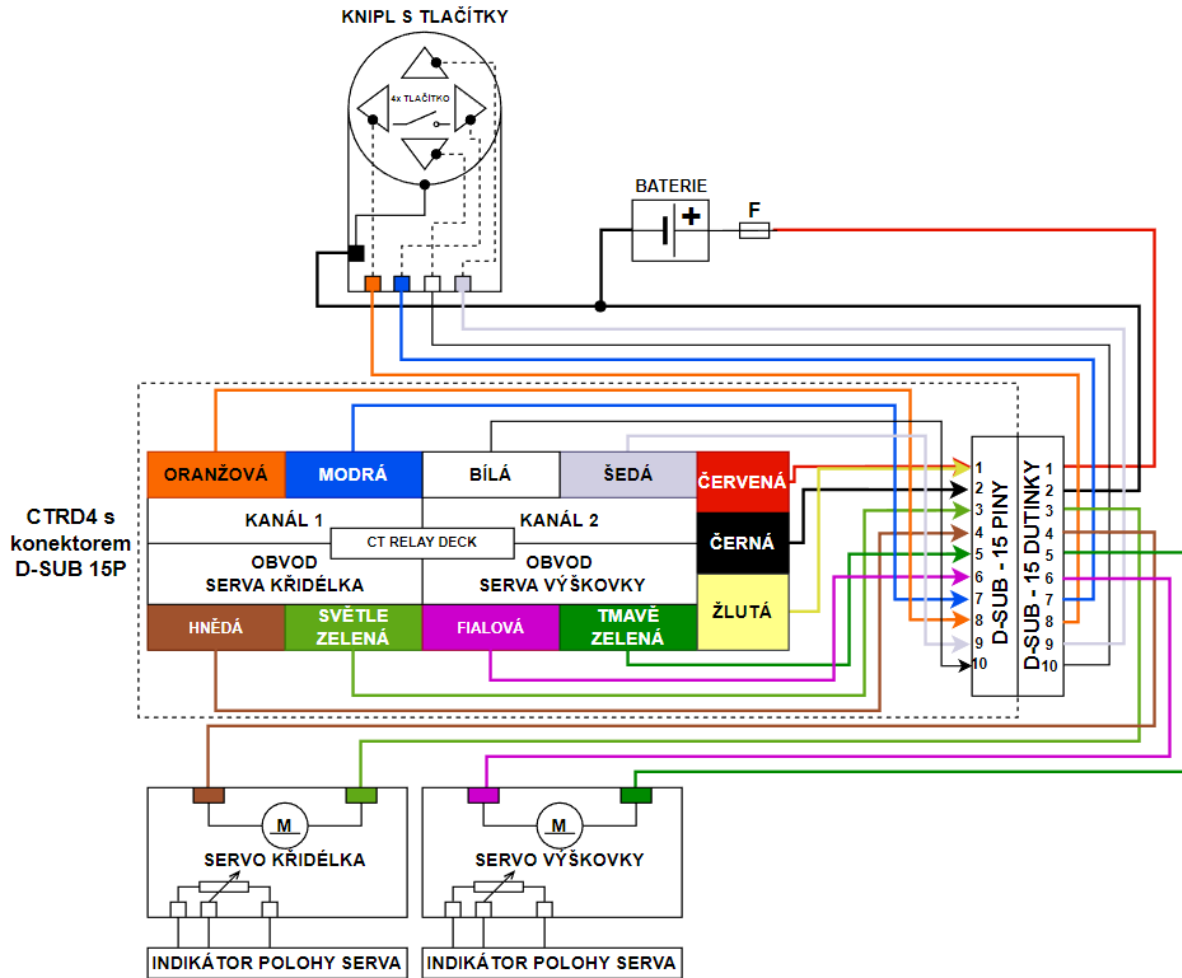 KNIPL S TLAČÍTKY
4x TLAČÍTKO
BATERIE
+
F
CTRD4 s
konektorem
D-SUB 15P
ORANŽOVÁ
MODRÁ
BÍLÁ
ŠEDÁ
ČERVENÁ
KANÁL 1
KANÁL 2
CT RELAY DECK
ČERNÁ
OBVOD
SERVA KŘIDÉLKA
OBVOD
SERVA VÝŠKOVKY
ŽLUTÁ
HNĚDÁ
SVĚTLE
ZELENÁ
FIALOVÁ
TMAVĚ
ZELENÁ
1
2
3
4
5
6
7
8
9
10
D-SUB - 15 PINY
D-SUB - 15 DUTINKY
1
2
3
4
5
6
7
8
9
10
M
SERVO KŘIDÉLKA
M
SERVO VÝŠKOVKY
INDIKÁTOR POLOHY SERVA
INDIKÁTOR POLOHY SERVA